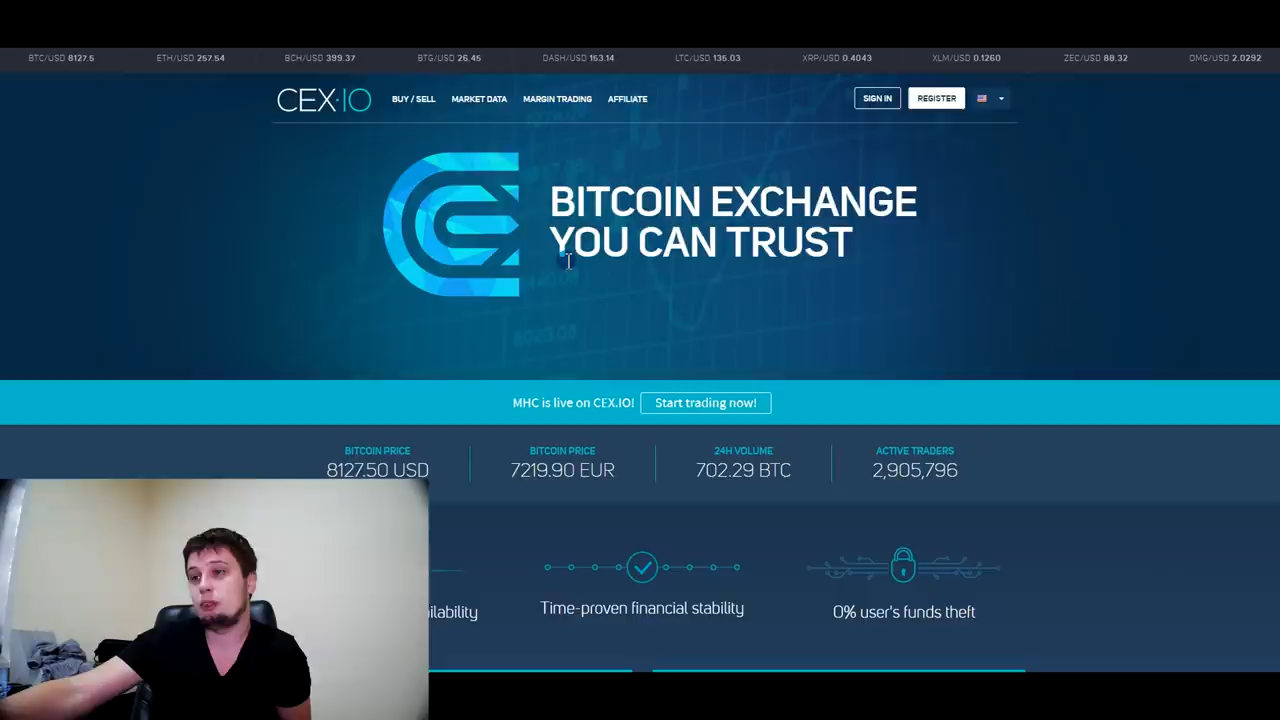 BTC/USD 8127.5 ETH/USD 257.54 BCH/USD 399.37 BTG/USD 26.45 DASH/USD 153.14 LTC/USD 135.03 XRP/USD 0.4043 XLM/USD 0.1260 ZEC/USD 88.32 OMG/USD 2.0292
CEX·IO BUY / SELL MARKET DATA MARGIN TRADING AFFILIATE SIGN IN REGISTER
BITCOIN EXCHANGE
YOU CAN TRUST
MHC is live on CEX.IO! Start trading now!
BITCOIN PRICE BITCOIN PRICE 24H VOLUME ACTIVE TRADERS
8127.50 USD 7219.90 EUR 702.29 BTC 2,905,796
Time-proven financial stability 0% user's funds theft